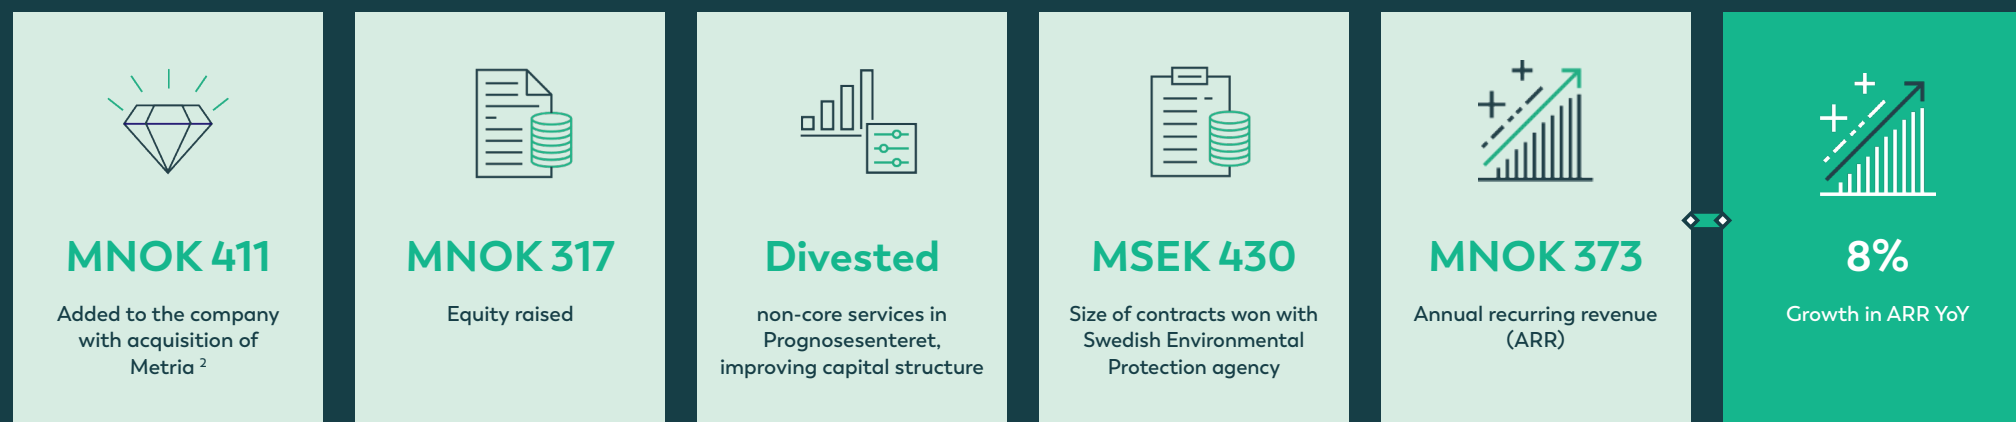 MNOK 411
Added to the company
with acquisition of
Metria ²
MNOK 317
Equity raised
Divested
non-core services in
Prognosesenteret,
improving capital structure
MSEK 430
Size of contracts won with
Swedish Environmental
Protection agency
MNOK 373
Annual recurring revenue
(ARR)
8%
Growth in ARR YoY